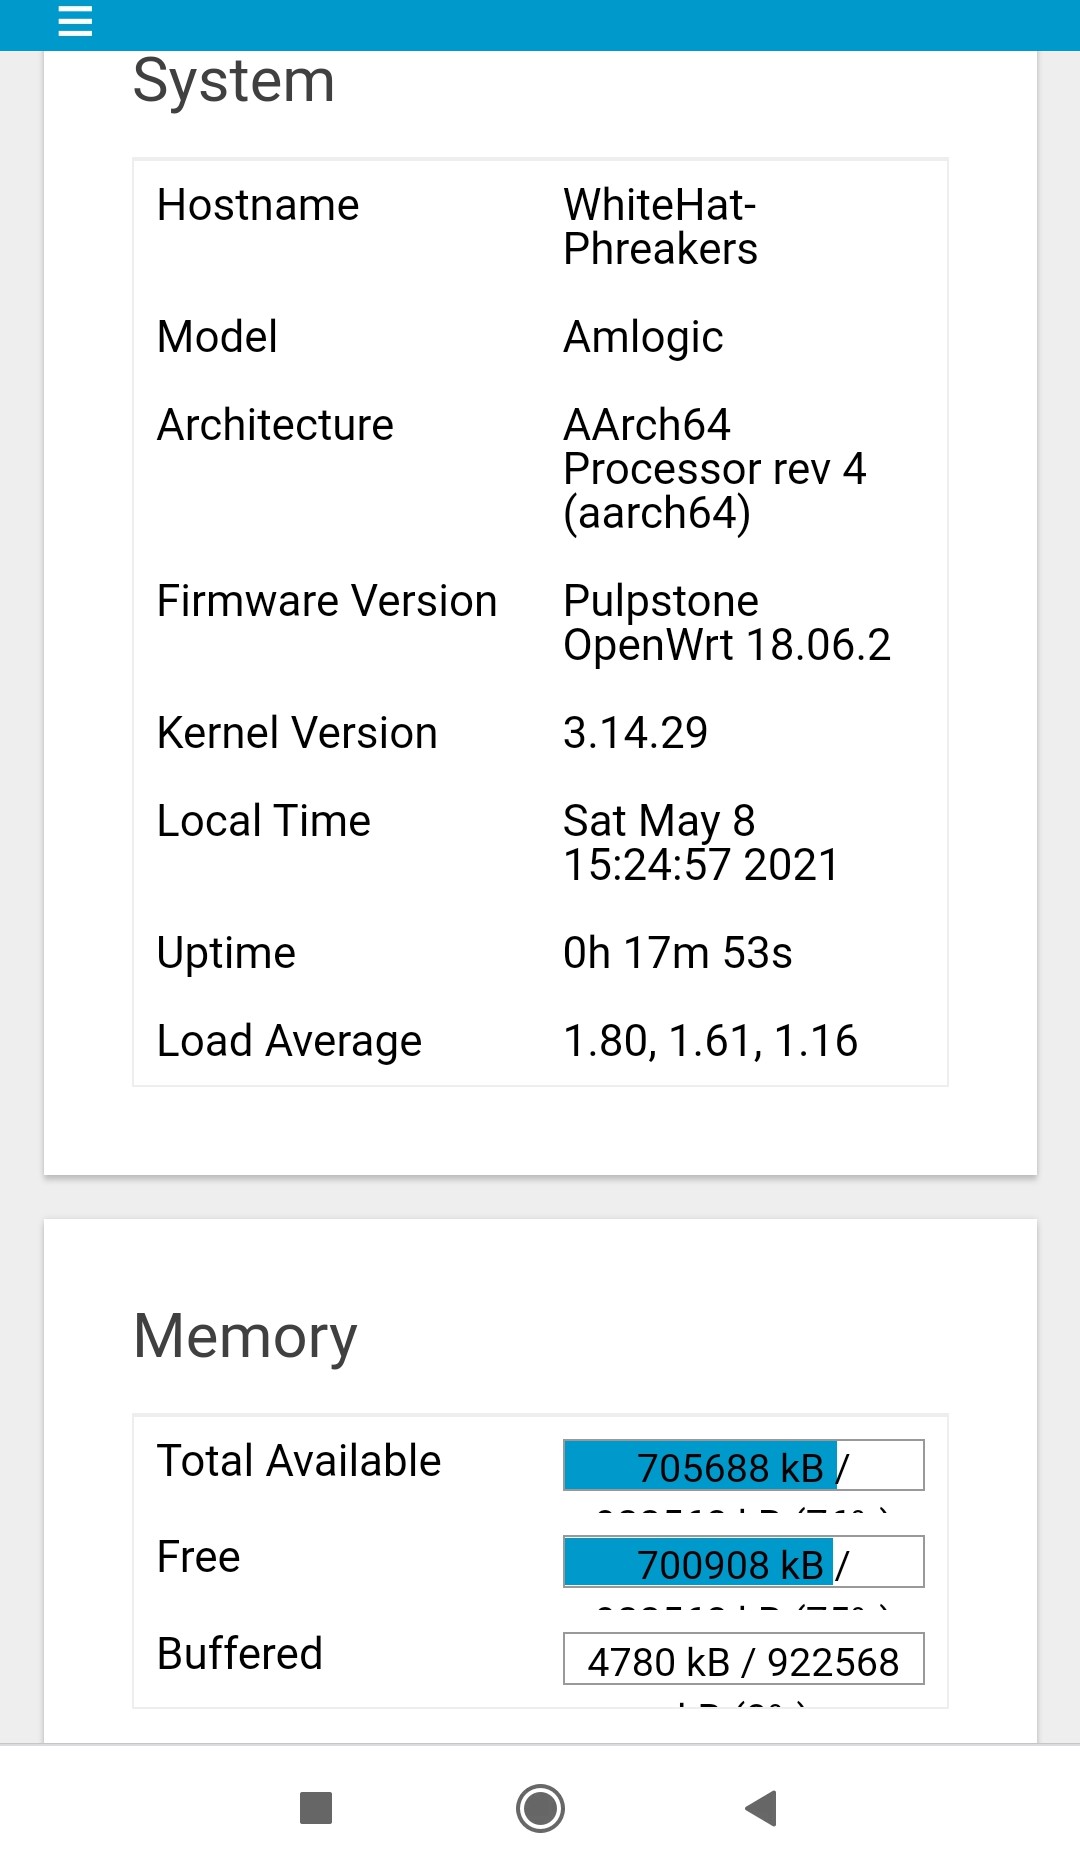 System
Hostname
WhiteHat-
Phreakers
Model
Amlogic
Architecture
AArch64
Processor rev 4
(aarch64)
Firmware Version
Pulpstone
OpenWrt 18.06.2
Kernel Version
3.14.29
Local Time
Sat May 8
15:24:57 2021
Uptime
0h 17m 53s
Load Average
1.80, 1.61, 1.16
Memory
Total Available
705688 kB /
Free
700908 kB /
Buffered
4780 kB / 922568